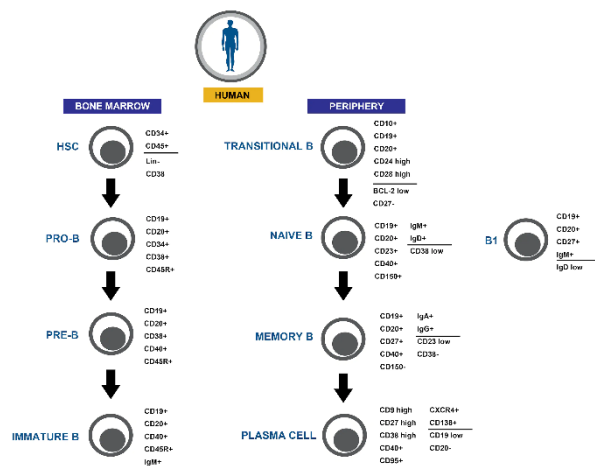 HUMAN
BONE MARROW
HSC
CD34+
CD45+
Lin-
CD38
PRO-B
CD19+
CD20+
CD34+
CD38+
CD45R+
PRE-B
CD19+
CD20+
CD38+
CD40+
CD45R+
IMMATURE B
CD19+
CD20+
CD40+
CD45R+
IgM+
PERIPHERY
TRANSITIONAL B
CD10+
CD19+
CD20+
CD24 high
CD28 high
BCL-2 low
CD27-
NAIVE B
CD19+
CD20+
CD23+
CD40+
CD150+
IgM+
IgD+
CD38 low
B1
CD19+
CD20+
CD27+
IgM+
IgD low
MEMORY B
CD19+
CD20+
CD27+
CD40+
CD150-
IgA+
IgG+
CD23 low
CD38-
PLASMA CELL
CD9 high
CD27 high
CD38 high
CD40+
CD95+
CXCR4+
CD138+
CD19 low
CD20-